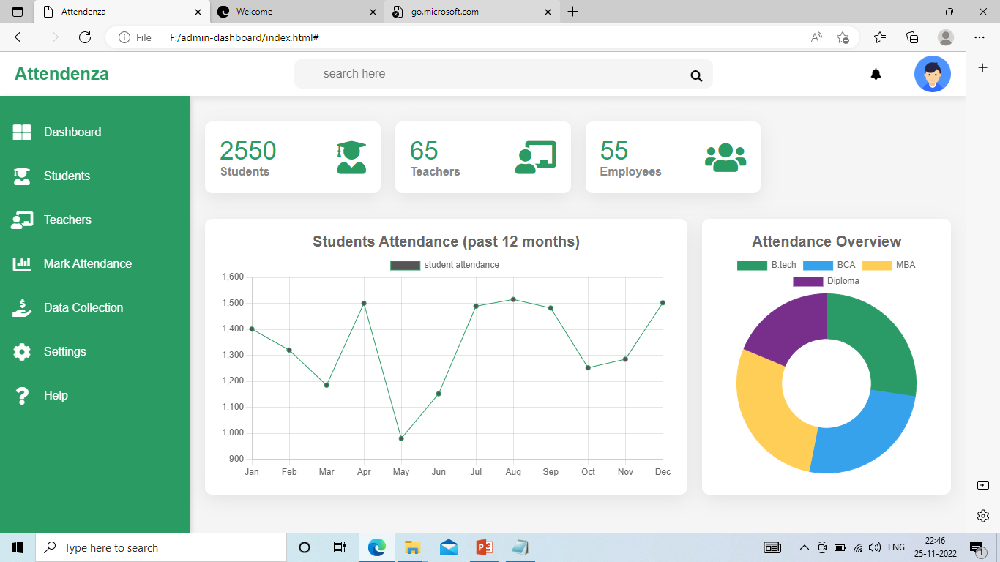 Attendenza
Welcome
go.microsoft.com
File
F:/admin-dashboard/index.html#
Attendenza
search here
Dashboard
Students
Teachers
Mark Attendance
Data Collection
Settings
Help
2550
Students
65
Teachers
55
Employees
Students Attendance (past 12 months)
student attendance
1,600
1,500
1,400
1,300
1,200
1,100
1,000
900
Jan Feb Mar Apr May Jun Jul Aug Sep Oct Nov Dec
Attendance Overview
B.tech BCA MBA
Diploma
Type here to search
ENG
22:46
25-11-2022
1